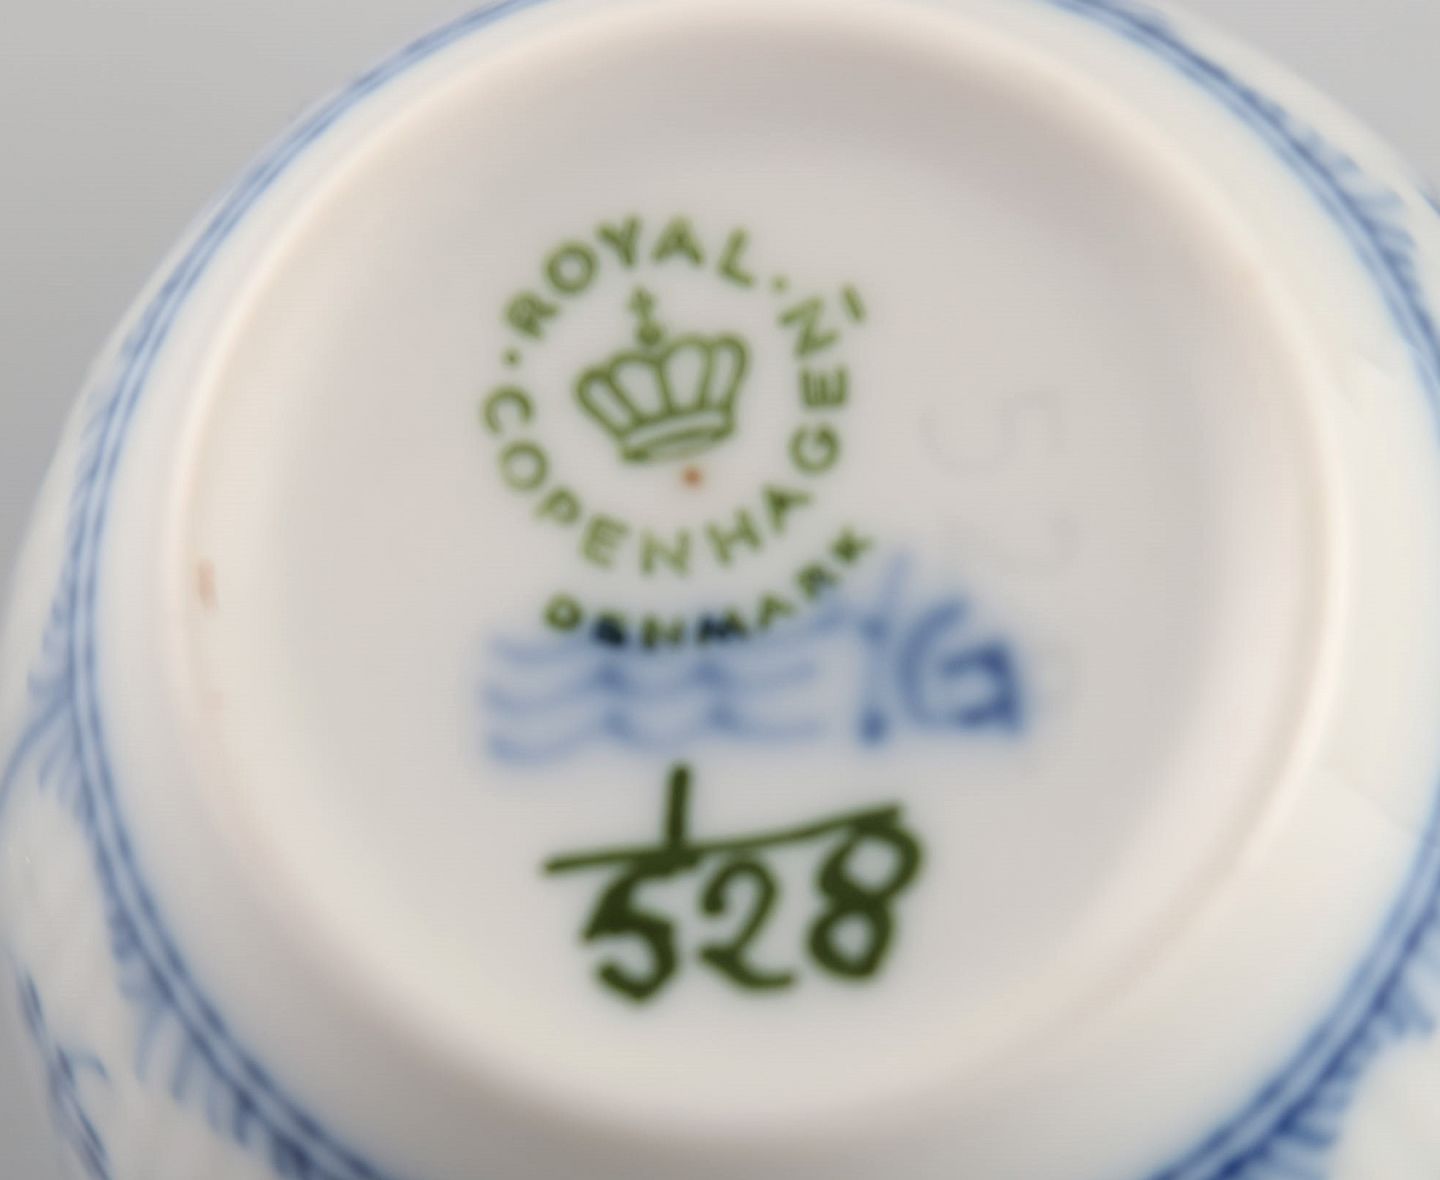 ·ROYAL·
COPENHAGEN
DENMARK
G
1
528